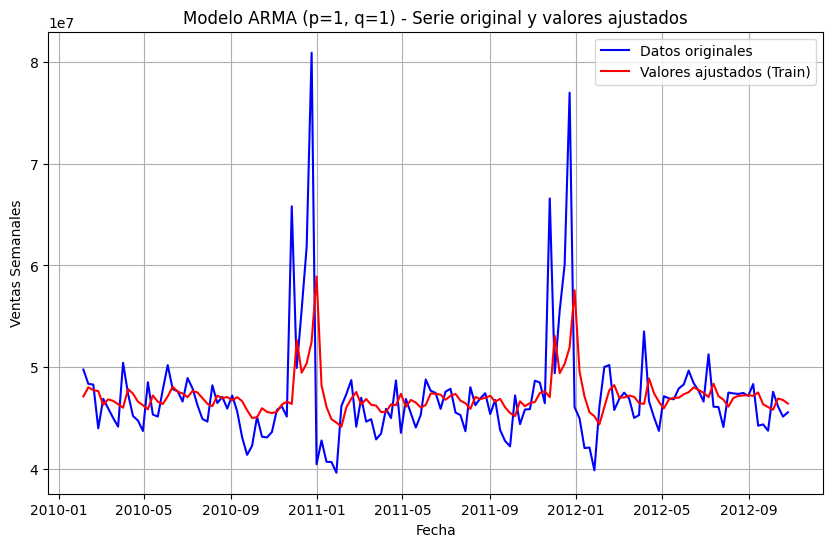 Modelo ARMA (p=1, q=1) - Serie original y valores ajustados
1e7
Datos originales
Valores ajustados (Train)
8
7
6
5
4
Ventas Semanales
2010-01 2010-05 2010-09 2011-01 2011-05 2011-09 2012-01 2012-05 2012-09
Fecha